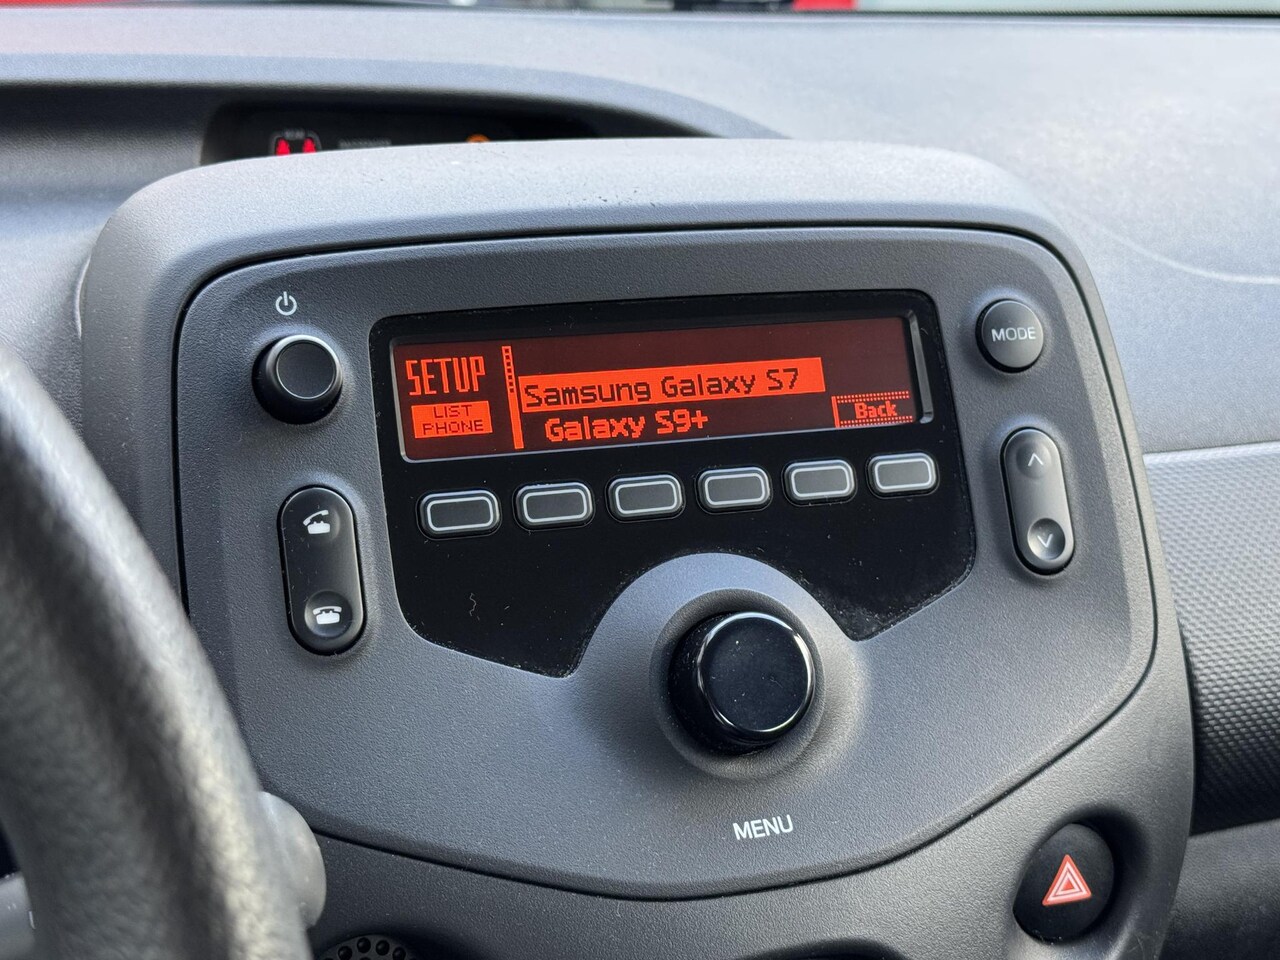 SETUP
LIST
PHONE
Samsung Galaxy S7
Galaxy S9+
Back
MODE
MENU